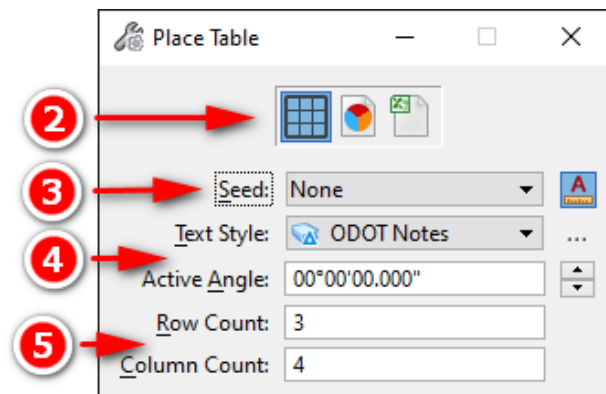 Place Table
2
3 Seed: None A
Text Style: A ODOT Notes ...
4
Active Angle: 00°00'00.000"
Row Count: 3
5
Column Count: 4